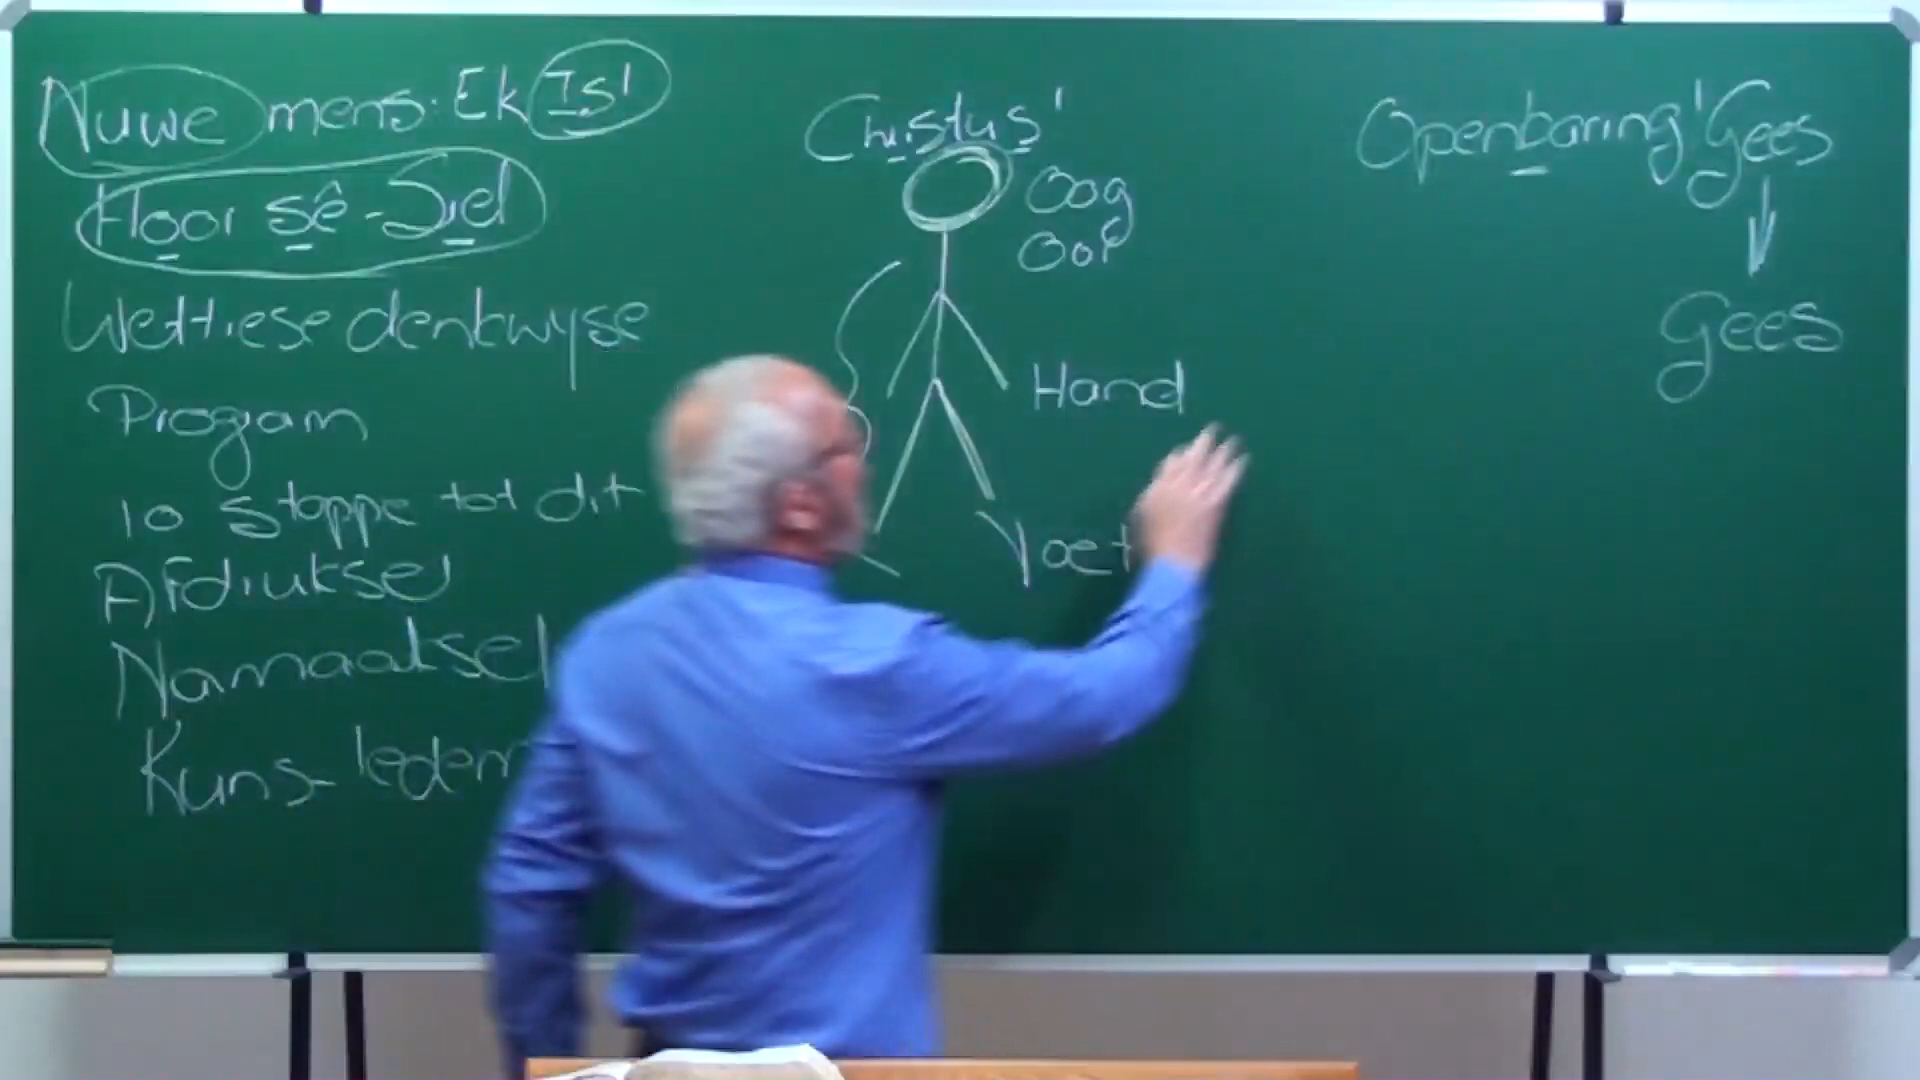 Nuwe mens: Ek Is!
Hoor sê - Siel
Wettiese denkwyse
Program
10 stappe tot dit
Afdruksel
Namaaksel
Kuns-ledem
Christus'
Oog
Oor
Hand
Voet
Openbaring' Gees
Gees